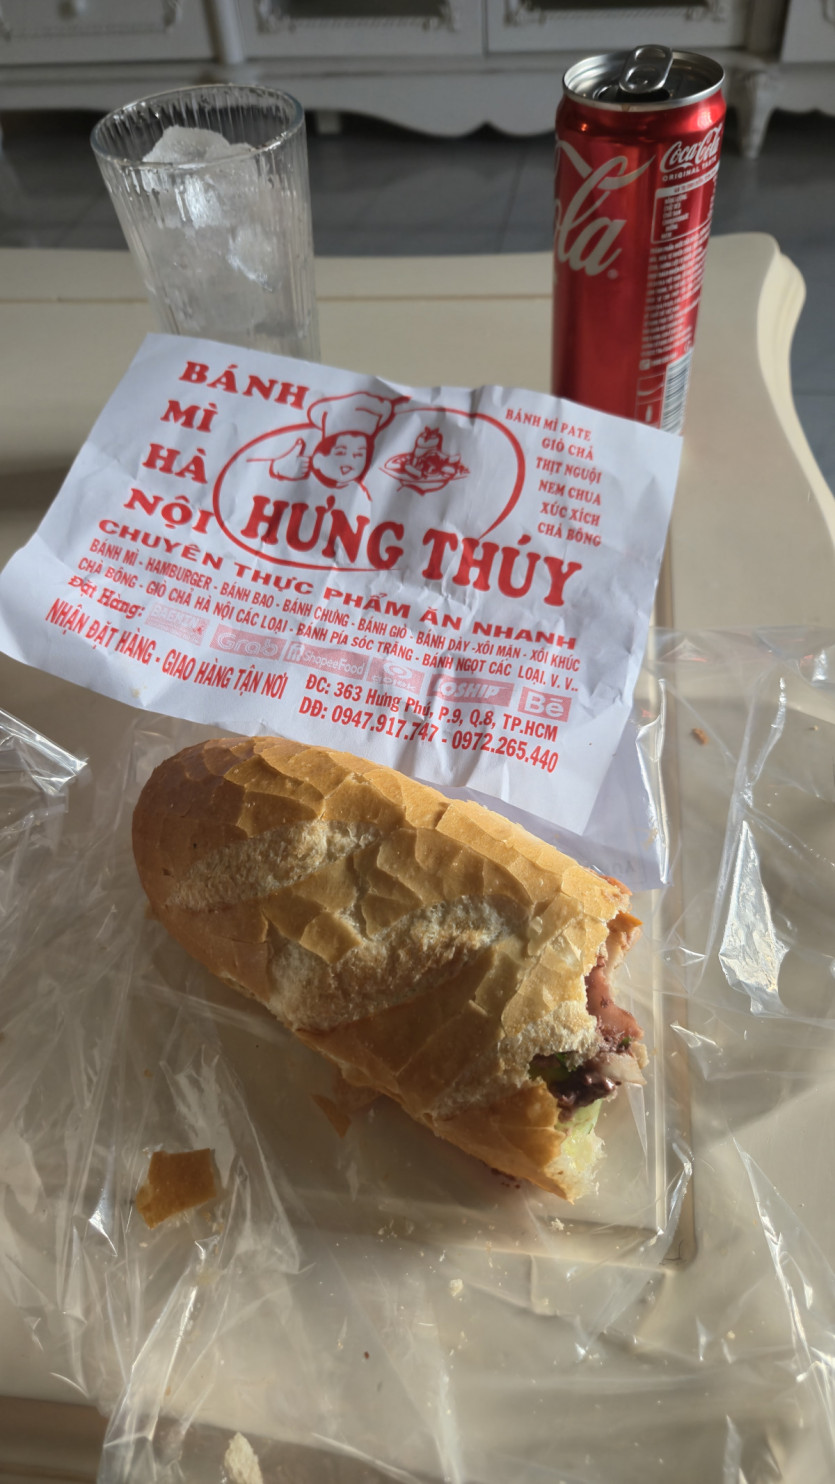 BÁNH
MÌ
HÀ
NỘI
HƯNG THÚY
BÁNH MÌ PATE
GIÒ CHẢ
THỊT NGUỘI
NEM CHUA
XÚC XÍCH
CHÀ BÔNG
CHUYÊN THỰC PHẨM ĂN NHANH
BÁNH MÌ - HAMBURGER - BÁNH BAO - BÁNH CHƯNG - BÁNH GIÒ - BÁNH DÀY - XÔI MẶN - XÔI KHÚC
CHÀ BÔNG - GIÒ CHẢ HÀ NỘI CÁC LOẠI - BÁNH PÍA SÓC TRĂNG - BÁNH NGỌT CÁC LOẠI. V. V..
Đặt Hàng: Grab ShopeeFood Be
NHẬN ĐẶT HÀNG - GIAO HÀNG TẬN NƠI
ĐC: 363 Hưng Phú, P.9, Q.8, TP.HCM
DĐ: 0947.917.747 - 0972.265.440
Coca-Cola
ORIGINAL TASTE
la